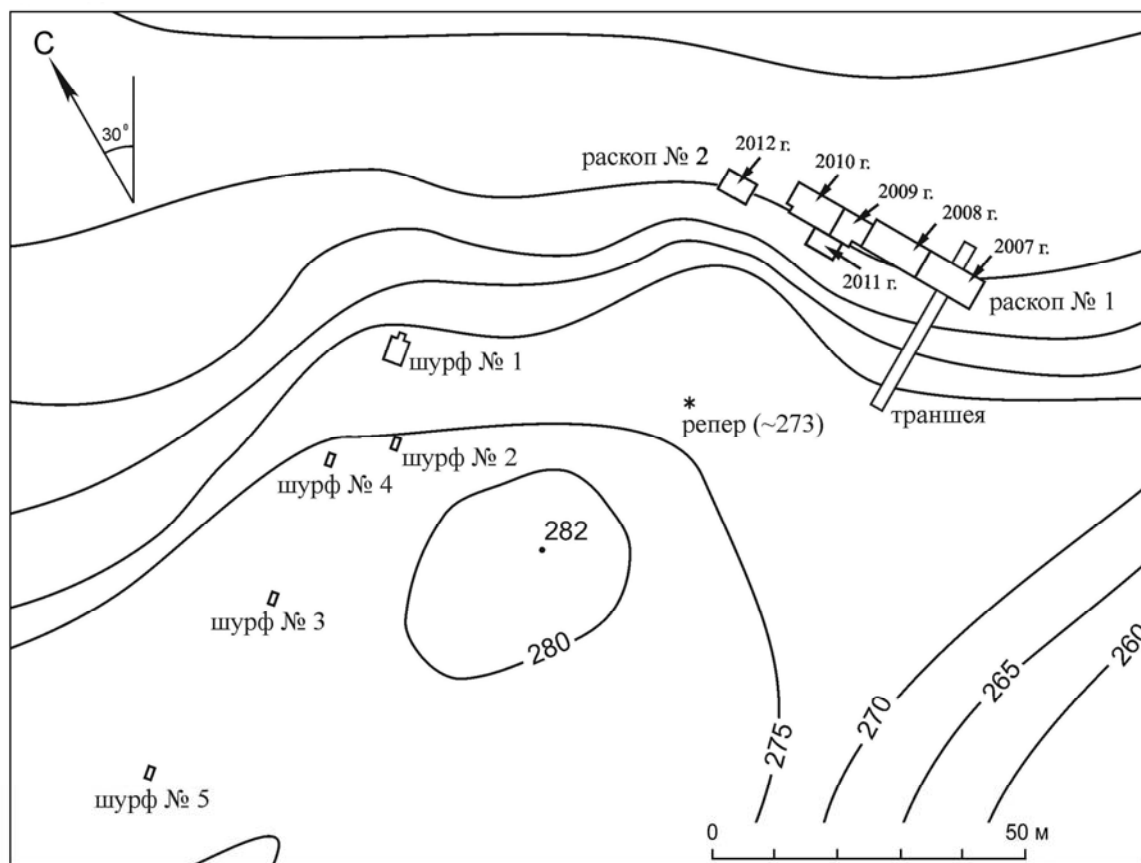 С
30°
раскоп № 2
2012 г.
2010 г.
2009 г.
2008 г.
2007 г.
2011 г.
раскоп № 1
шурф № 1
репер (~273)
траншея
шурф № 2
шурф № 4
282
шурф № 3
280
260
265
270
275
шурф № 5
0
50 м